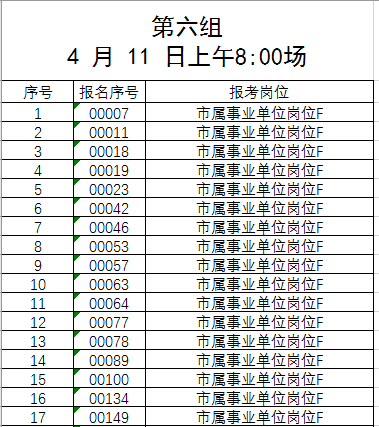 第六组
4 月 11 日上午8:00场
序号 报名序号 报考岗位
1 00007 市属事业单位岗位F
2 00011 市属事业单位岗位F
3 00018 市属事业单位岗位F
4 00019 市属事业单位岗位F
5 00023 市属事业单位岗位F
6 00042 市属事业单位岗位F
7 00046 市属事业单位岗位F
8 00053 市属事业单位岗位F
9 00057 市属事业单位岗位F
10 00063 市属事业单位岗位F
11 00064 市属事业单位岗位F
12 00077 市属事业单位岗位F
13 00078 市属事业单位岗位F
14 00089 市属事业单位岗位F
15 00100 市属事业单位岗位F
16 00134 市属事业单位岗位F
17 00149 市属事业单位岗位F